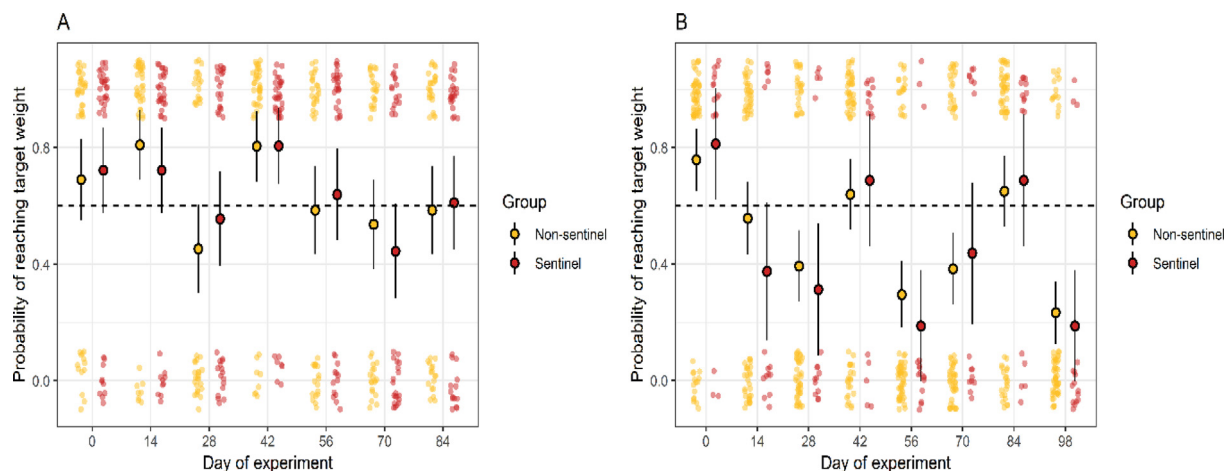 A
Probability of reaching target weight
0.8
0.4
0.0
0 14 28 42 56 70 84
Day of experiment
Group
Non-sentinel
Sentinel
B
Probability of reaching target weight
0.8
0.4
0.0
0 14 28 42 56 70 84 98
Day of experiment
Group
Non-sentinel
Sentinel